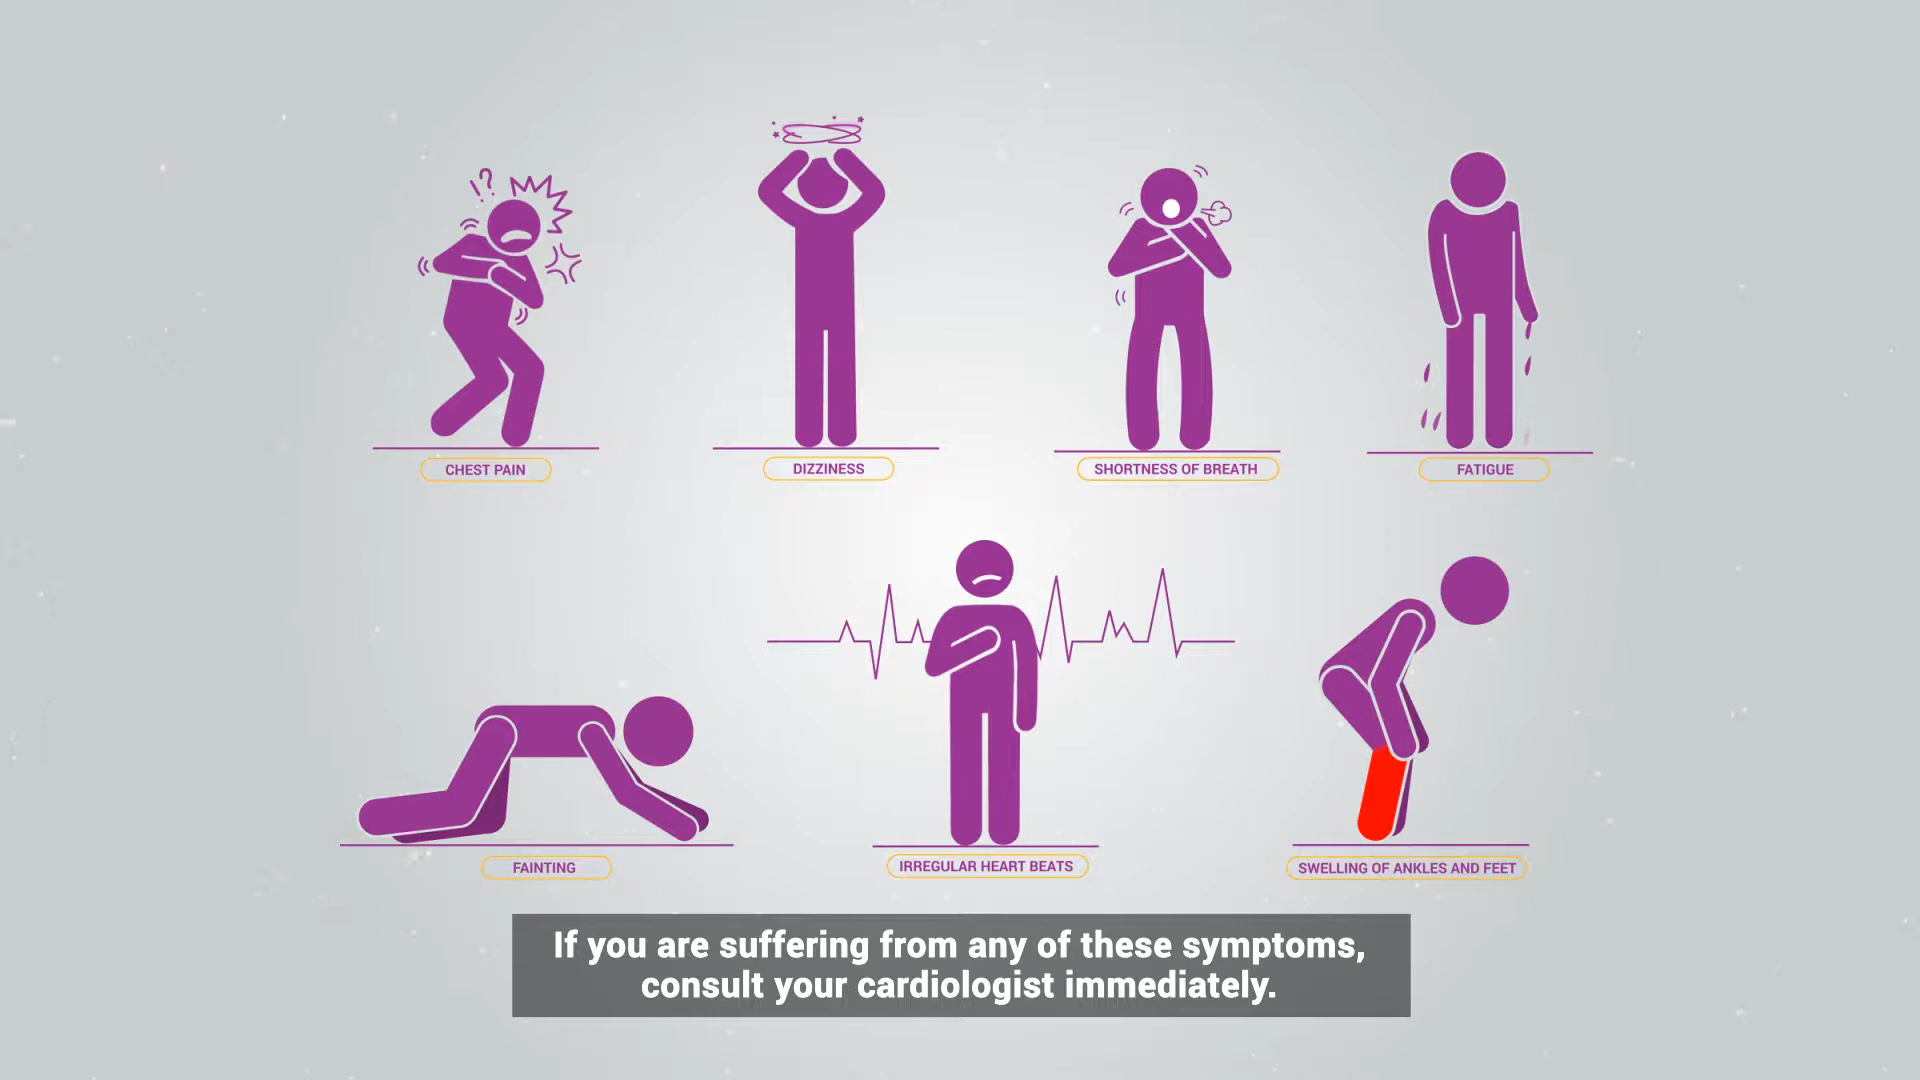 !?
CHEST PAIN
DIZZINESS
SHORTNESS OF BREATH
FATIGUE
FAINTING
IRREGULAR HEART BEATS
SWELLING OF ANKLES AND FEET
If you are suffering from any of these symptoms,
consult your cardiologist immediately.